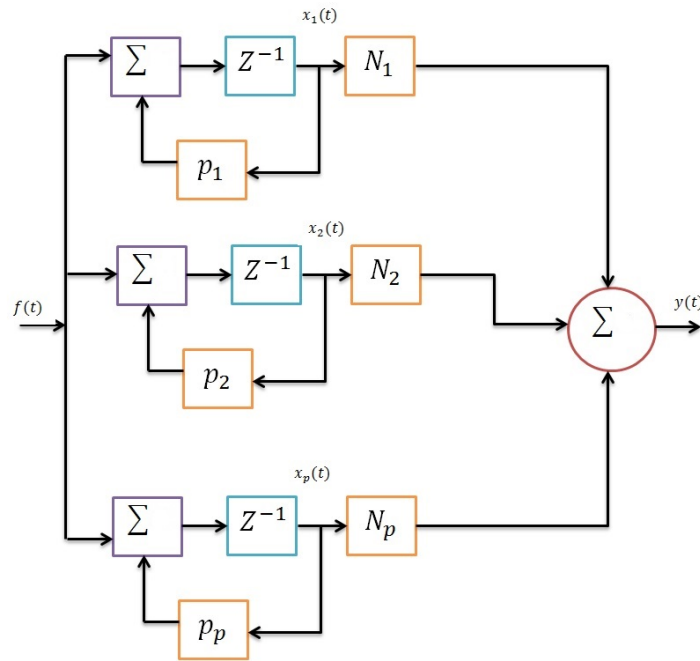 x₁(t)
∑ Z⁻¹ N₁
p₁
x₂(t)
∑ Z⁻¹ N₂
p₂
f(t) ∑ y(t)
xₚ(t)
∑ Z⁻¹ Nₚ
pₚ